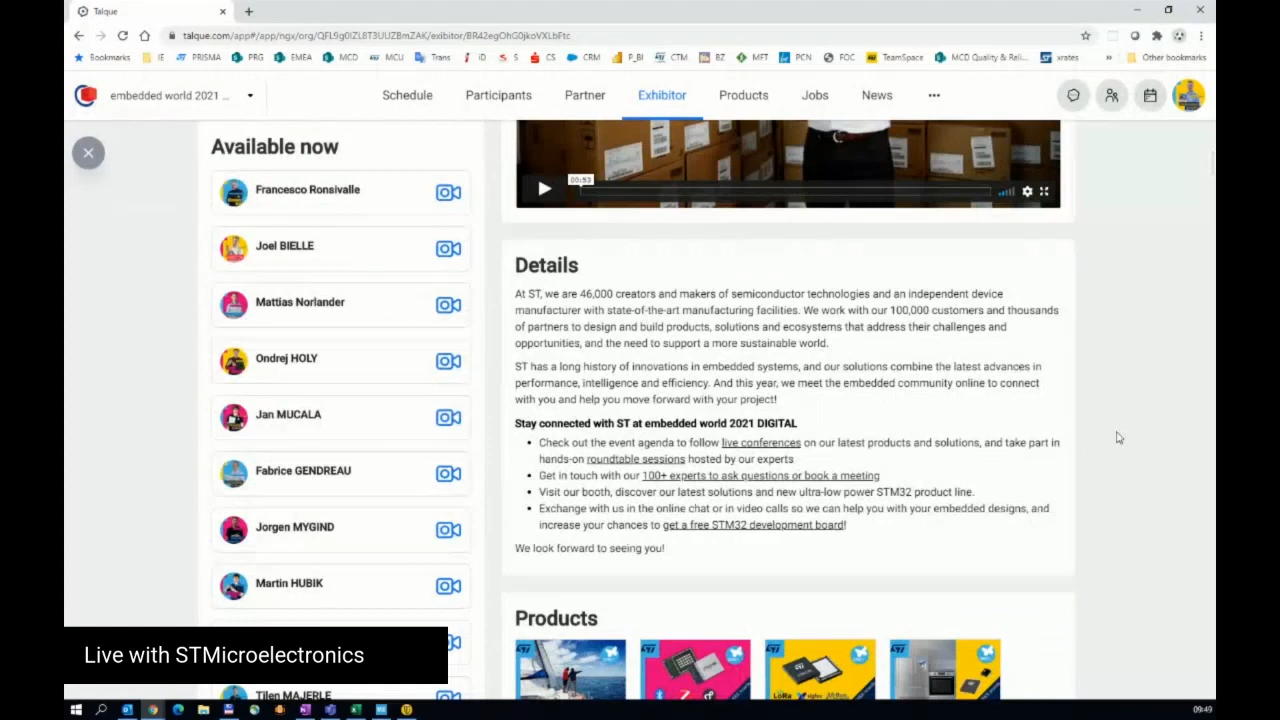 Talque
talque.com/app#/app/ngx/org/QFL9g0IZL8T3UUZBmZAK/exibitor/BR42egOhG0jkoVXLbFtc
Bookmarks IE PRISMA PRG EMEA MCD MCU Trans iD S CS CRM P_BI CTM BZ MFT PCN FOC TeamSpace MCD Quality & Reli... xrates » Other bookmarks
embedded world 2021 ... Schedule Participants Partner Exhibitor Products Jobs News
Available now
Francesco Ronsivalle
Joel BIELLE
Mattias Norlander
Ondrej HOLY
Jan MUCALA
Fabrice GENDREAU
Jorgen MYGIND
Martin HUBIK
Tilen MAJERLE
00:53
Details
At ST, we are 46,000 creators and makers of semiconductor technologies and an independent device
manufacturer with state-of-the-art manufacturing facilities. We work with our 100,000 customers and thousands
of partners to design and build products, solutions and ecosystems that address their challenges and
opportunities, and the need to support a more sustainable world.
ST has a long history of innovations in embedded systems, and our solutions combine the latest advances in
performance, intelligence and efficiency. And this year, we meet the embedded community online to connect
with you and help you move forward with your project!
Stay connected with ST at embedded world 2021 DIGITAL
• Check out the event agenda to follow live conferences on our latest products and solutions, and take part in
hands-on roundtable sessions hosted by our experts
• Get in touch with our 100+ experts to ask questions or book a meeting
• Visit our booth, discover our latest solutions and new ultra-low power STM32 product line.
• Exchange with us in the online chat or in video calls so we can help you with your embedded designs, and
increase your chances to get a free STM32 development board!
We look forward to seeing you!
Products
LoRa
Live with STMicroelectronics
09:49